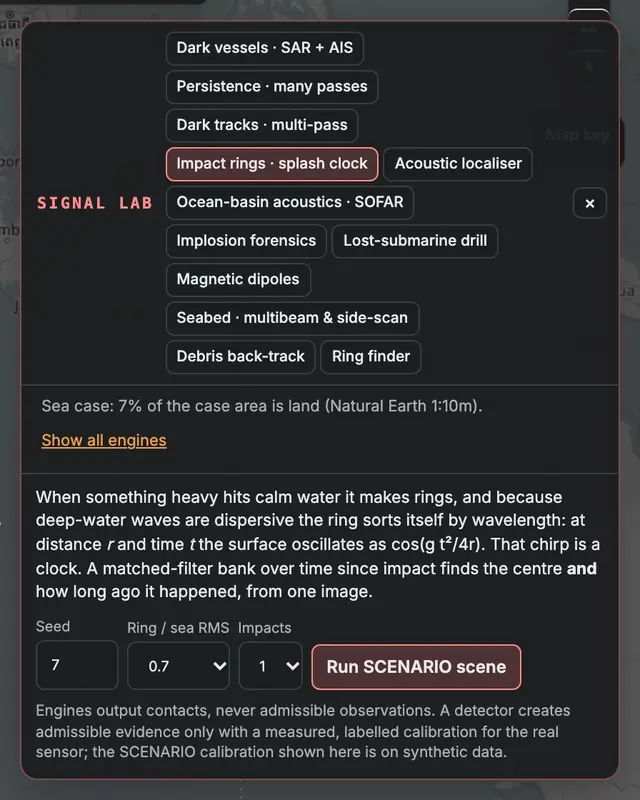 Dark vessels · SAR + AIS
Persistence · many passes
Dark tracks · multi-pass
Map key
Impact rings · splash clock
Acoustic localiser
SIGNAL LAB
Ocean-basin acoustics · SOFAR
×
Implosion forensics
Lost-submarine drill
Magnetic dipoles
Seabed · multibeam & side-scan
Debris back-track
Ring finder
Sea case: 7% of the case area is land (Natural Earth 1:10m).
Show all engines
When something heavy hits calm water it makes rings, and because
deep-water waves are dispersive the ring sorts itself by wavelength: at
distance r and time t the surface oscillates as cos(g t²/4r). That chirp is a
clock. A matched-filter bank over time since impact finds the centre and
how long ago it happened, from one image.
Seed
Ring / sea RMS
Impacts
7
0.7
1
Run SCENARIO scene
Engines output contacts, never admissible observations. A detector creates
admissible evidence only with a measured, labelled calibration for the real
sensor; the SCENARIO calibration shown here is on synthetic data.